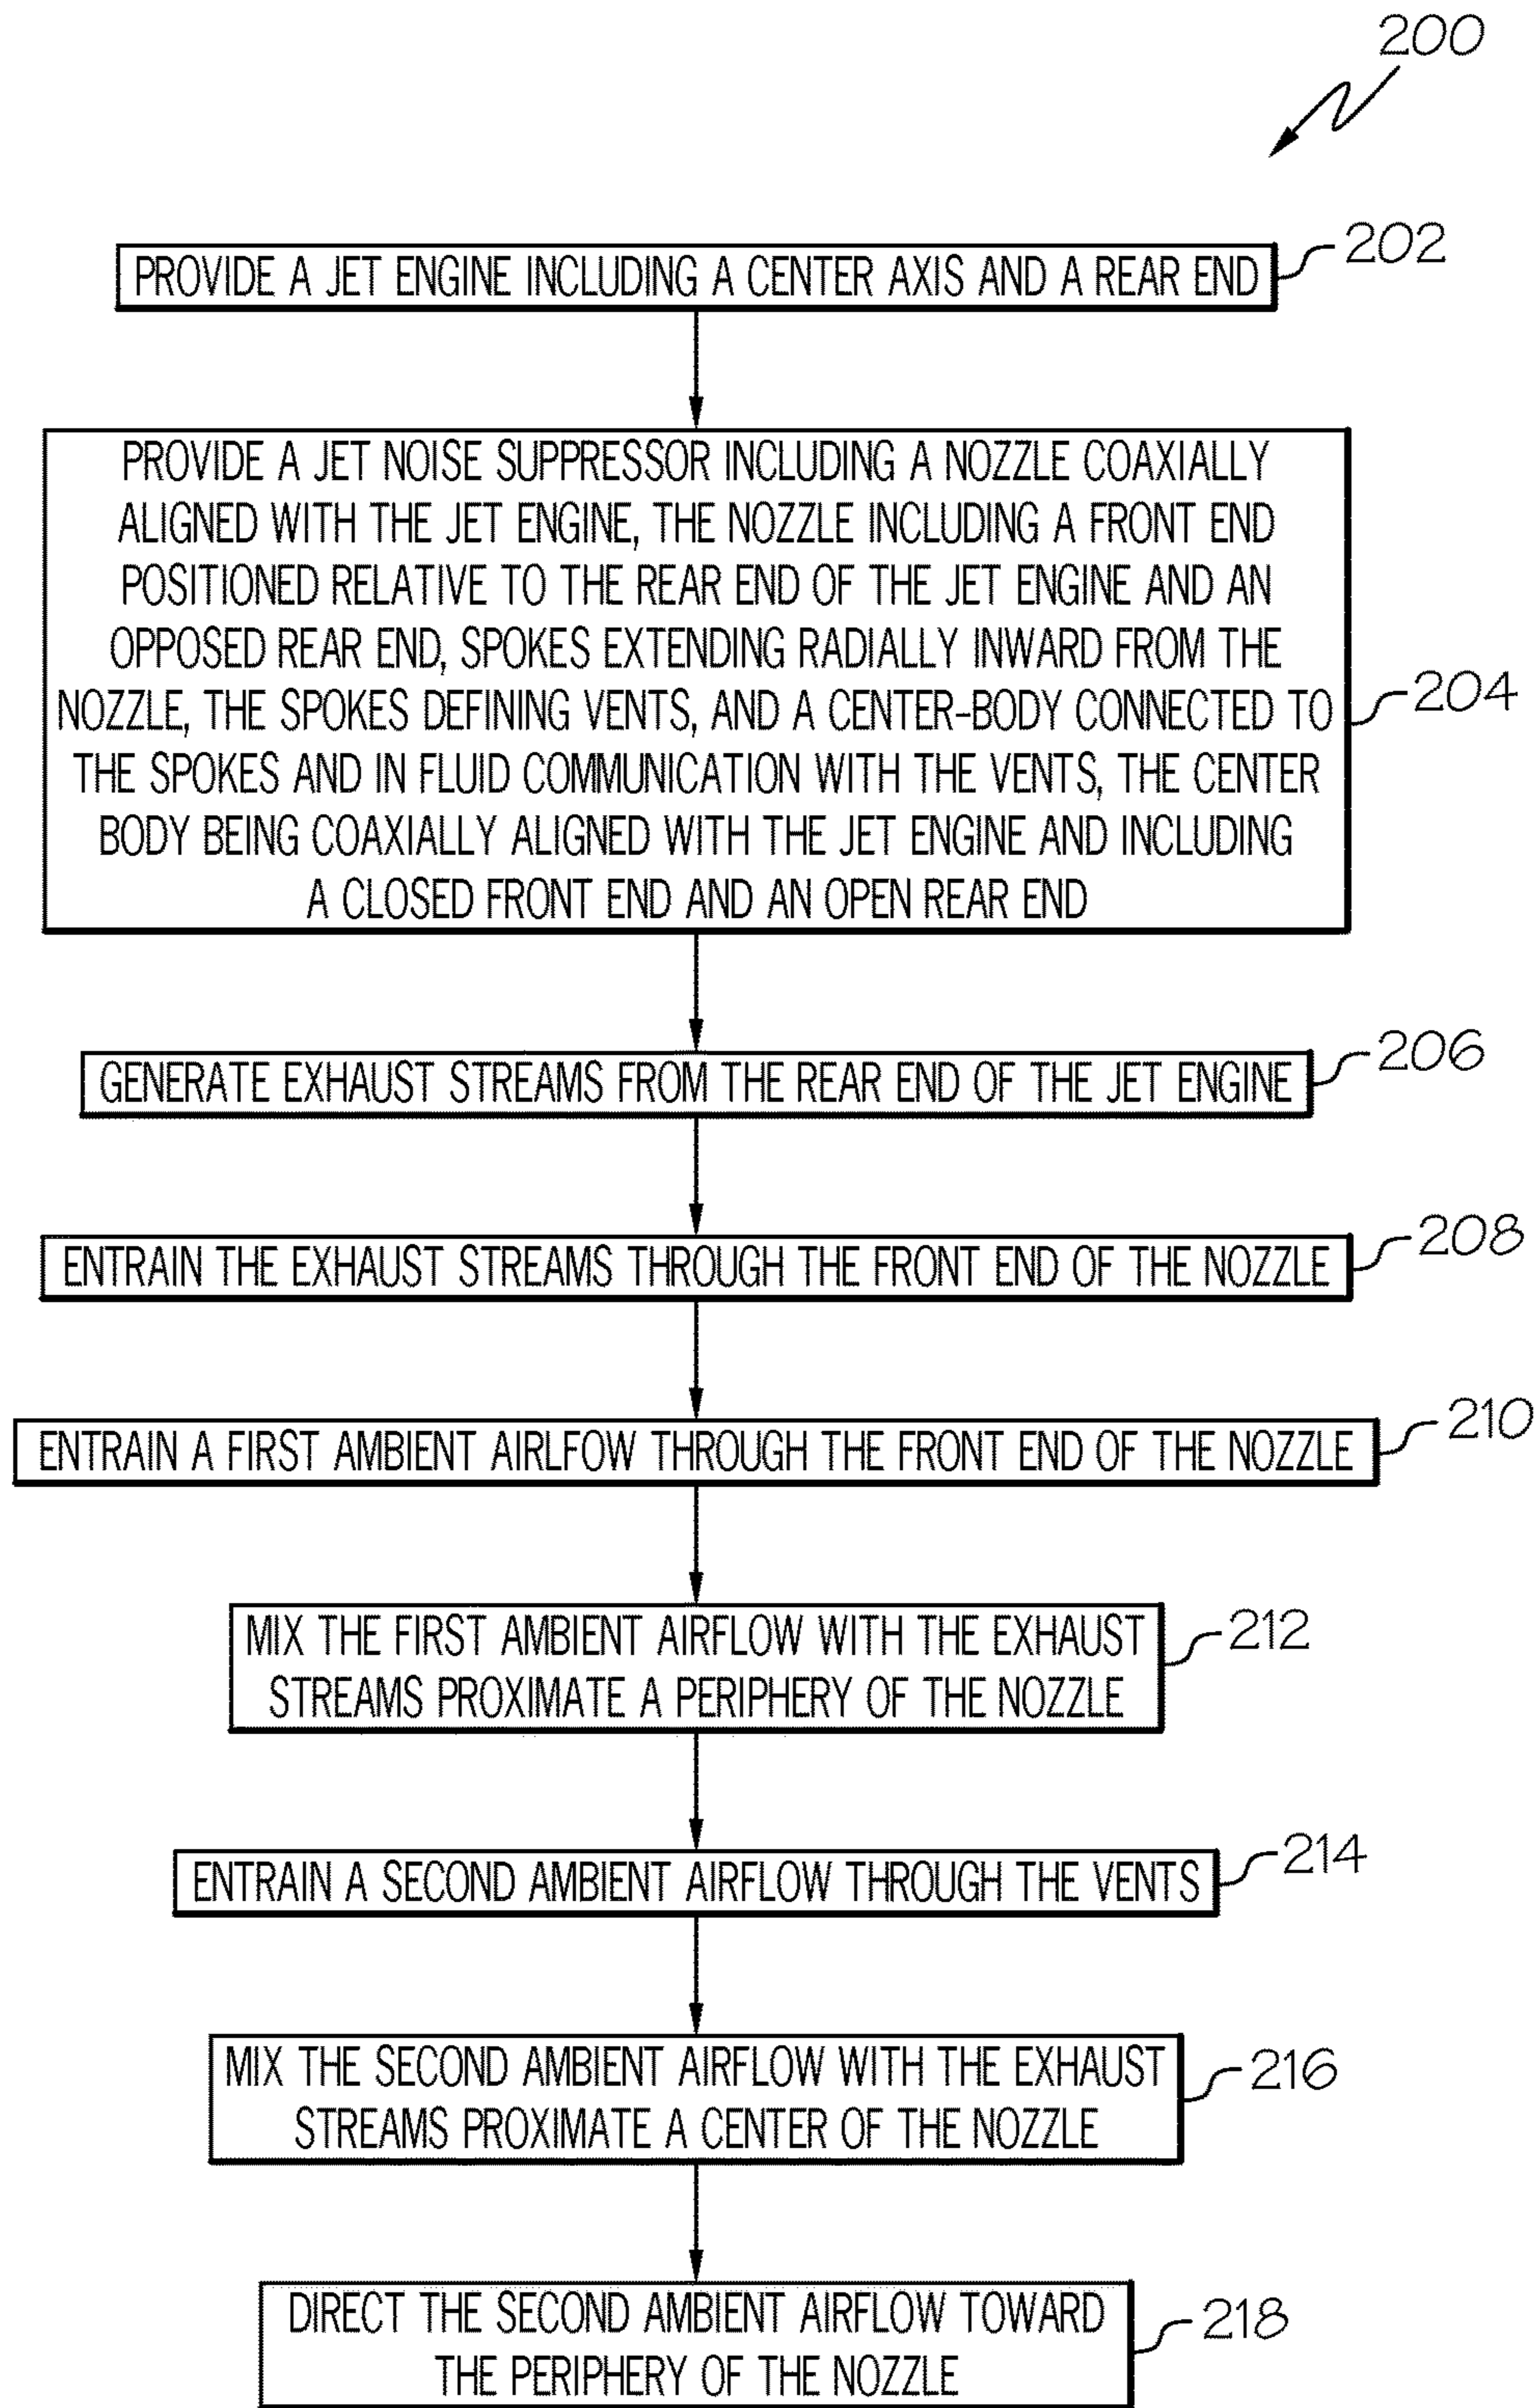 200
PROVIDE A JET ENGINE INCLUDING A CENTER AXIS AND A REAR END
202
PROVIDE A JET NOISE SUPPRESSOR INCLUDING A NOZZLE COAXIALLY
ALIGNED WITH THE JET ENGINE, THE NOZZLE INCLUDING A FRONT END
POSITIONED RELATIVE TO THE REAR END OF THE JET ENGINE AND AN
OPPOSED REAR END, SPOKES EXTENDING RADIALLY INWARD FROM THE
NOZZLE, THE SPOKES DEFINING VENTS, AND A CENTER-BODY CONNECTED TO
THE SPOKES AND IN FLUID COMMUNICATION WITH THE VENTS, THE CENTER
BODY BEING COAXIALLY ALIGNED WITH THE JET ENGINE AND INCLUDING
A CLOSED FRONT END AND AN OPEN REAR END
204
GENERATE EXHAUST STREAMS FROM THE REAR END OF THE JET ENGINE
206
ENTRAIN THE EXHAUST STREAMS THROUGH THE FRONT END OF THE NOZZLE
208
ENTRAIN A FIRST AMBIENT AIRLFOW THROUGH THE FRONT END OF THE NOZZLE
210
MIX THE FIRST AMBIENT AIRFLOW WITH THE EXHAUST
STREAMS PROXIMATE A PERIPHERY OF THE NOZZLE
212
ENTRAIN A SECOND AMBIENT AIRFLOW THROUGH THE VENTS
214
MIX THE SECOND AMBIENT AIRFLOW WITH THE EXHAUST
STREAMS PROXIMATE A CENTER OF THE NOZZLE
216
DIRECT THE SECOND AMBIENT AIRFLOW TOWARD
THE PERIPHERY OF THE NOZZLE
218